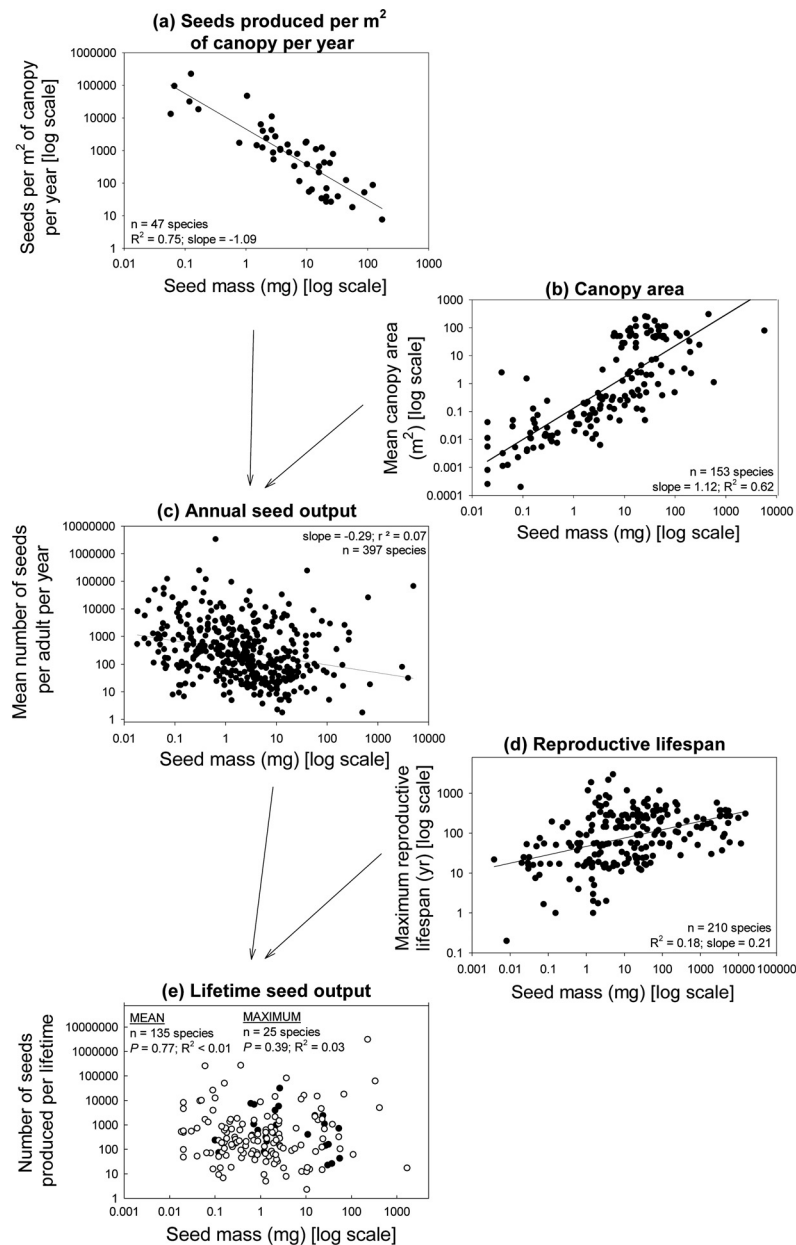 (a) Seeds produced per m²
of canopy per year
Seeds per m² of canopy
per year [log scale]
1000000
100000
10000
1000
100
10
1
n = 47 species
R² = 0.75; slope = -1.09
0.01 0.1 1 10 100 1000
Seed mass (mg) [log scale]
(b) Canopy area
Mean canopy area
(m²) [log scale]
1000
100
10
1
0.1
0.01
0.001
0.0001
n = 153 species
slope = 1.12; R² = 0.62
0.01 0.1 1 10 100 1000 10000
Seed mass (mg) [log scale]
(c) Annual seed output
Mean number of seeds
per adult per year
10000000
1000000
100000
10000
1000
100
10
1
slope = -0.29; r ² = 0.07
n = 397 species
0.01 0.1 1 10 100 1000 10000
Seed mass (mg) [log scale]
(d) Reproductive lifespan
Maximum reproductive
lifespan (yr) [log scale]
1000
100
10
1
0.1
n = 210 species
R² = 0.18; slope = 0.21
0.001 0.01 0.1 1 10 100 1000 10000 100000
Seed mass (mg) [log scale]
(e) Lifetime seed output
Number of seeds
produced per lifetime
10000000
1000000
100000
10000
1000
100
10
1
MEAN
n = 135 species
P = 0.77; R² < 0.01
MAXIMUM
n = 25 species
P = 0.39; R² = 0.03
0.001 0.01 0.1 1 10 100 1000
Seed mass (mg) [log scale]